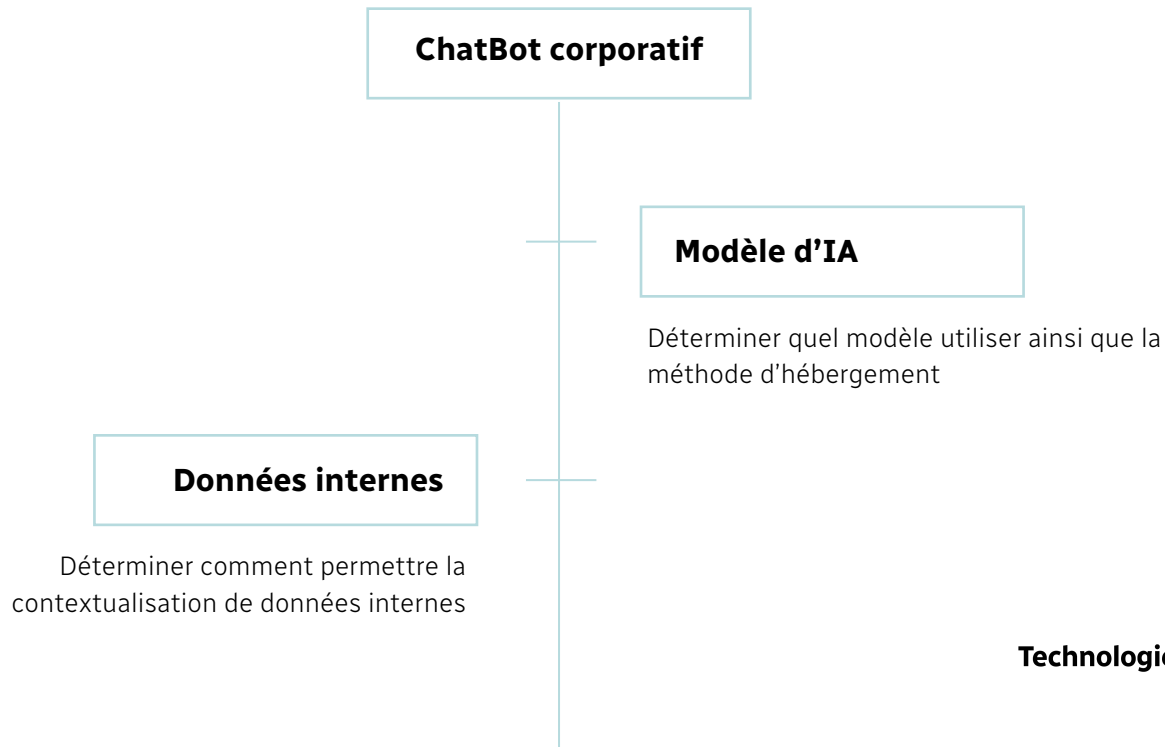 ChatBot corporatif
Modèle d’IA
Déterminer quel modèle utiliser ainsi que la
méthode d’hébergement
Données internes
Déterminer comment permettre la
contextualisation de données internes